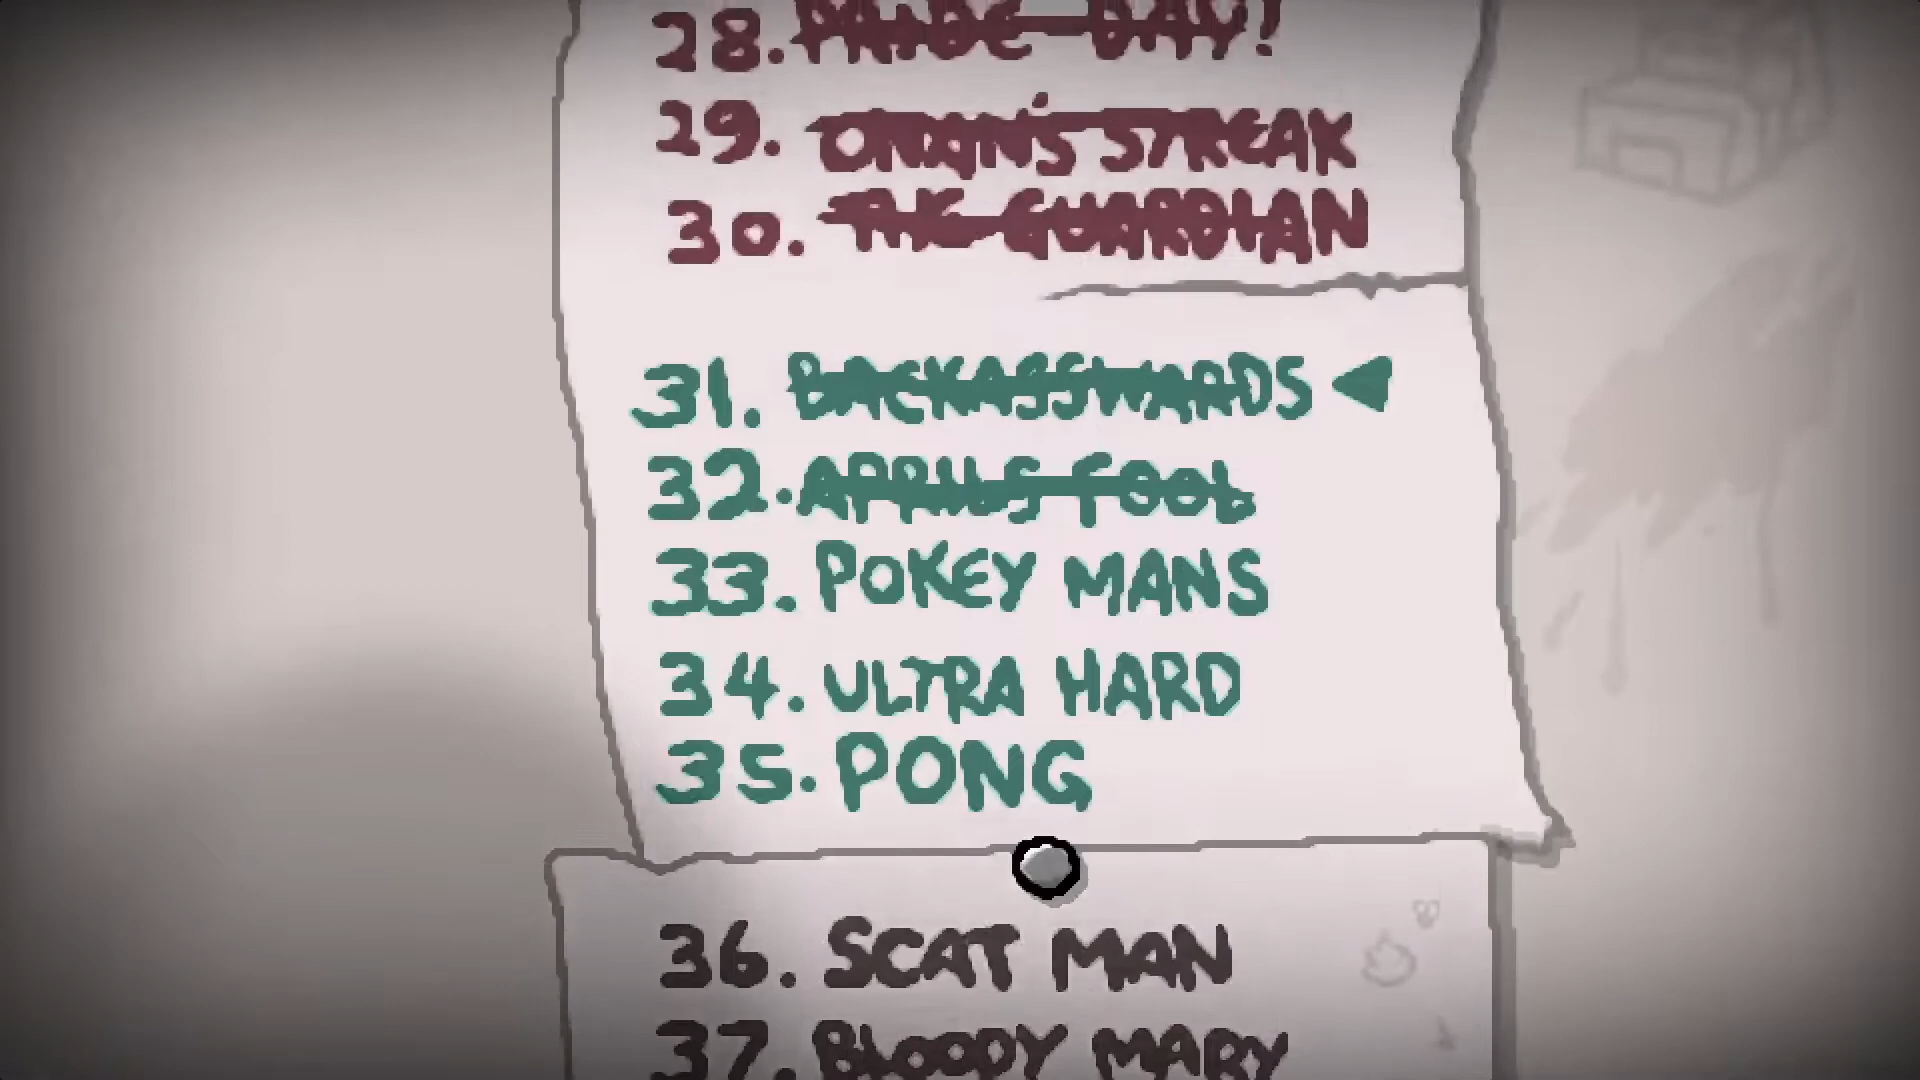 28. PRIDE DAY!
29. ONAN'S STREAK
30. THE GUARDIAN
31. BACKASSWARDS
32. APRILS FOOL
33. POKEY MANS
34. ULTRA HARD
35. PONG
36. SCAT MAN
37. BLOODY MARY